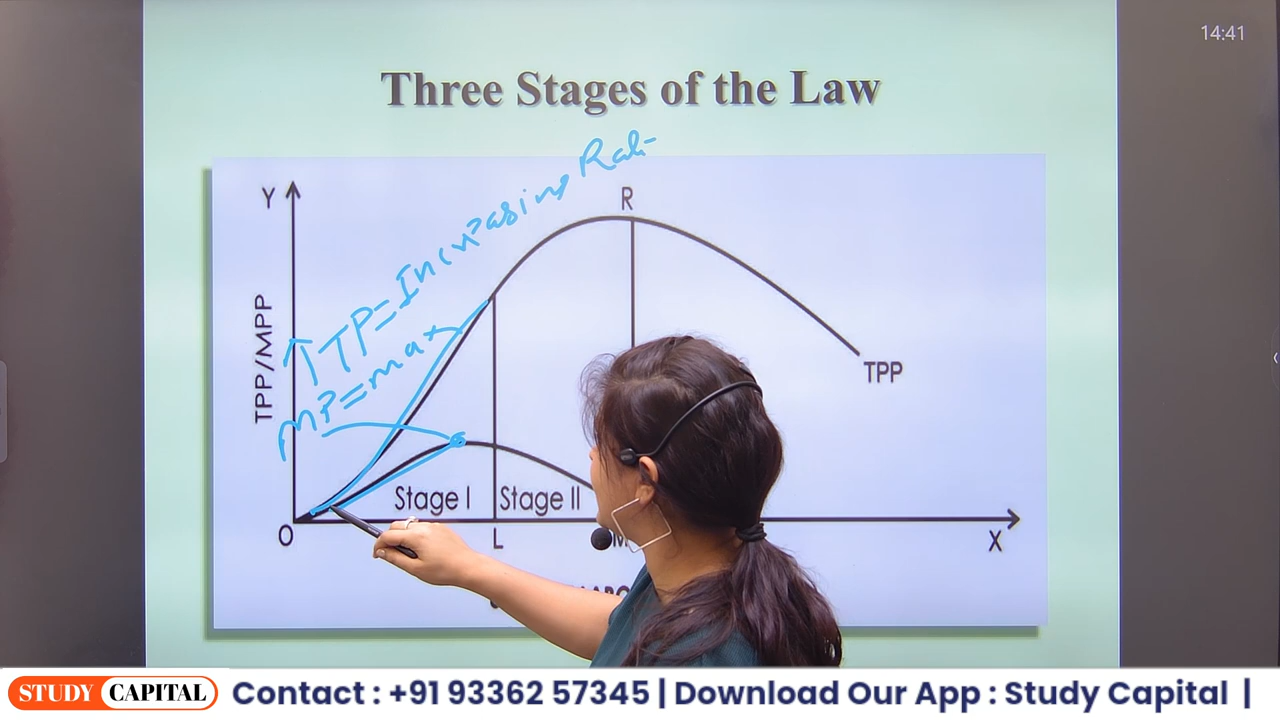 14:41
Three Stages of the Law
↑TP = Increasing Rate
MP = max
Y
TPP/MPP
R
TPP
Stage I
Stage II
O
L
M
X
STUDY CAPITAL
Contact : +91 93362 57345 | Download Our App : Study Capital |